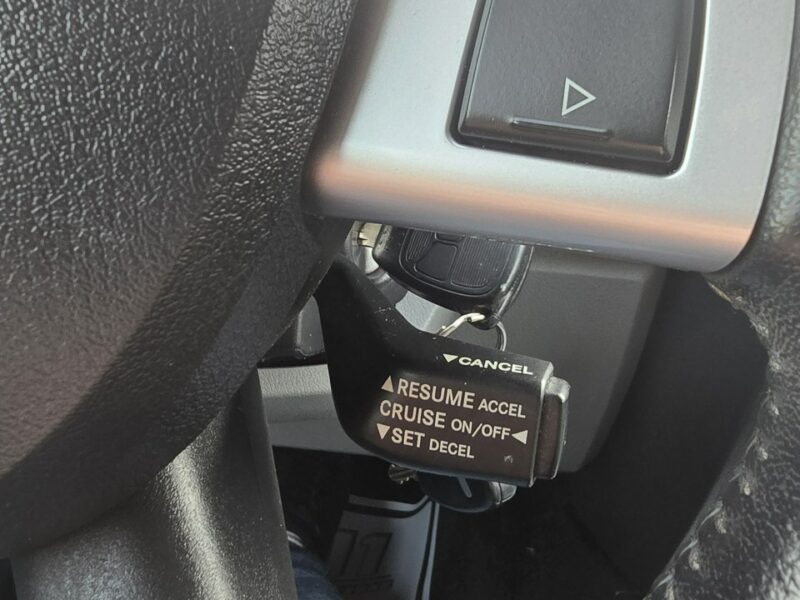 ▼CANCEL
▲RESUME ACCEL
CRUISE ON/OFF◀
▼SET DECEL